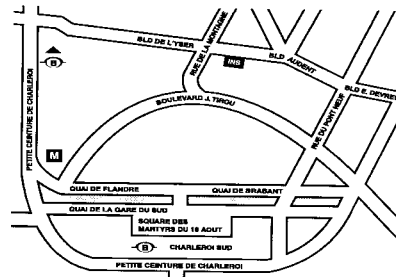 BLD DE L'YSER
RUE DE LA MONTAGNE
INS
BLD AUDENT
BLD E. DEVREU
B
PETITE CEINTURE DE CHARLEROI
BOULEVARD J. TIROU
RUE DU PONT NEUF
M
QUAI DE FLANDRE
QUAI DE BRABANT
QUAI DE LA GARE DU SUD
SQUARE DES
MARTYRS DU 18 AOUT
B
CHARLEROI SUD
PETITE CEINTURE DE CHARLEROI